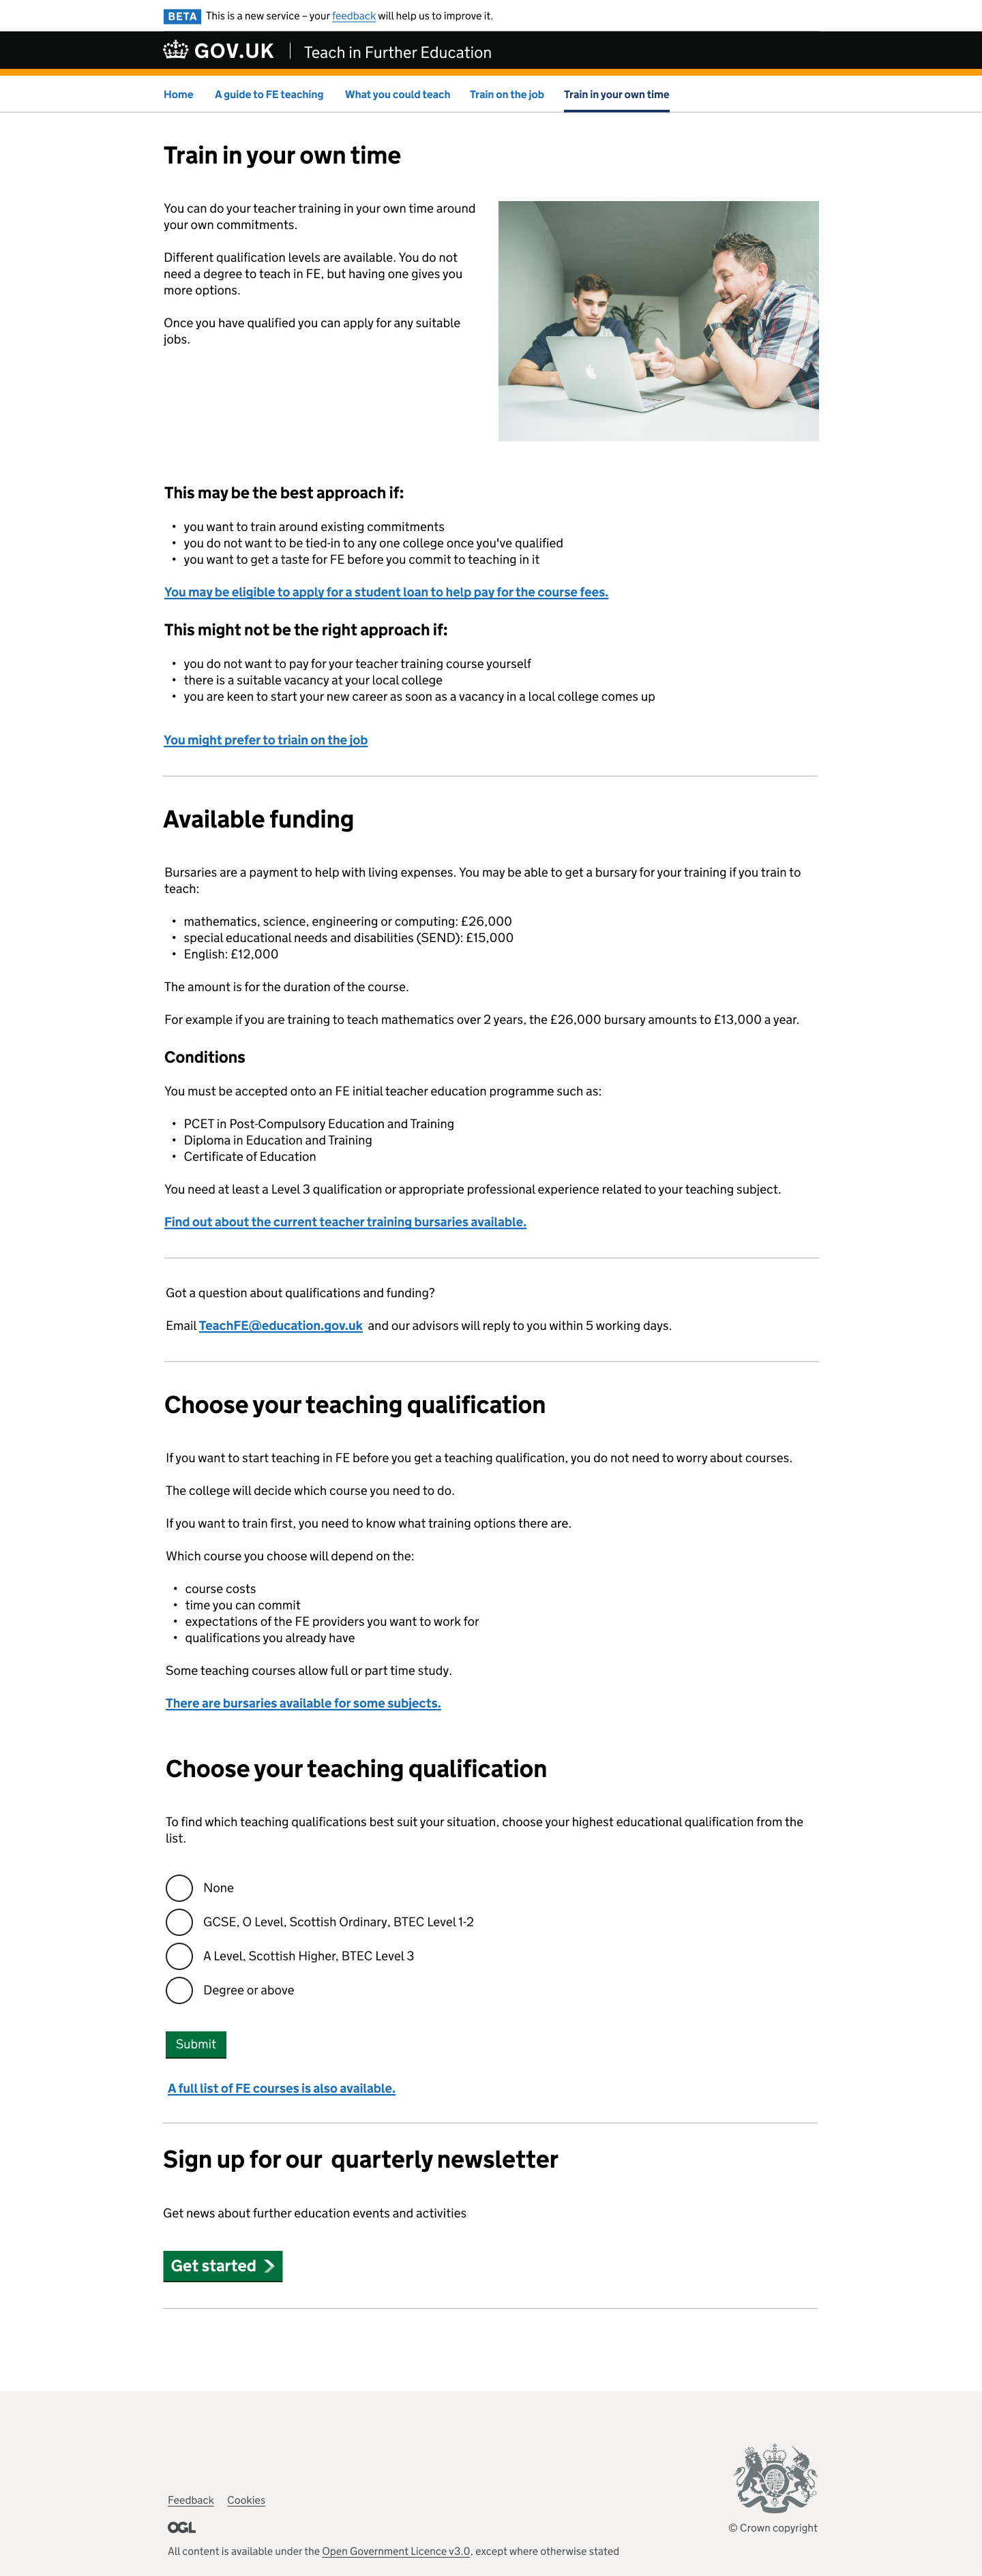 BETA This is a new service – your feedback will help us to improve it.
GOV.UK Teach in Further Education
Home A guide to FE teaching What you could teach Train on the job Train in your own time
Train in your own time
You can do your teacher training in your own time around
your own commitments.
Different qualification levels are available. You do not
need a degree to teach in FE, but having one gives you
more options.
Once you have qualified you can apply for any suitable
jobs.
This may be the best approach if:
• you want to train around existing commitments
• you do not want to be tied-in to any one college once you've qualified
• you want to get a taste for FE before you commit to teaching in it
You may be eligible to apply for a student loan to help pay for the course fees.
This might not be the right approach if:
• you do not want to pay for your teacher training course yourself
• there is a suitable vacancy at your local college
• you are keen to start your new career as soon as a vacancy in a local college comes up
You might prefer to triain on the job
Available funding
Bursaries are a payment to help with living expenses. You may be able to get a bursary for your training if you train to
teach:
• mathematics, science, engineering or computing: £26,000
• special educational needs and disabilities (SEND): £15,000
• English: £12,000
The amount is for the duration of the course.
For example if you are training to teach mathematics over 2 years, the £26,000 bursary amounts to £13,000 a year.
Conditions
You must be accepted onto an FE initial teacher education programme such as:
• PCET in Post-Compulsory Education and Training
• Diploma in Education and Training
• Certificate of Education
You need at least a Level 3 qualification or appropriate professional experience related to your teaching subject.
Find out about the current teacher training bursaries available.
Got a question about qualifications and funding?
Email TeachFE@education.gov.uk and our advisors will reply to you within 5 working days.
Choose your teaching qualification
If you want to start teaching in FE before you get a teaching qualification, you do not need to worry about courses.
The college will decide which course you need to do.
If you want to train first, you need to know what training options there are.
Which course you choose will depend on the:
• course costs
• time you can commit
• expectations of the FE providers you want to work for
• qualifications you already have
Some teaching courses allow full or part time study.
There are bursaries available for some subjects.
Choose your teaching qualification
To find which teaching qualifications best suit your situation, choose your highest educational qualification from the
list.
None
GCSE, O Level, Scottish Ordinary, BTEC Level 1-2
A Level, Scottish Higher, BTEC Level 3
Degree or above
Submit
A full list of FE courses is also available.
Sign up for our quarterly newsletter
Get news about further education events and activities
Get started
Feedback Cookies
OGL
© Crown copyright
All content is available under the Open Government Licence v3.0, except where otherwise stated